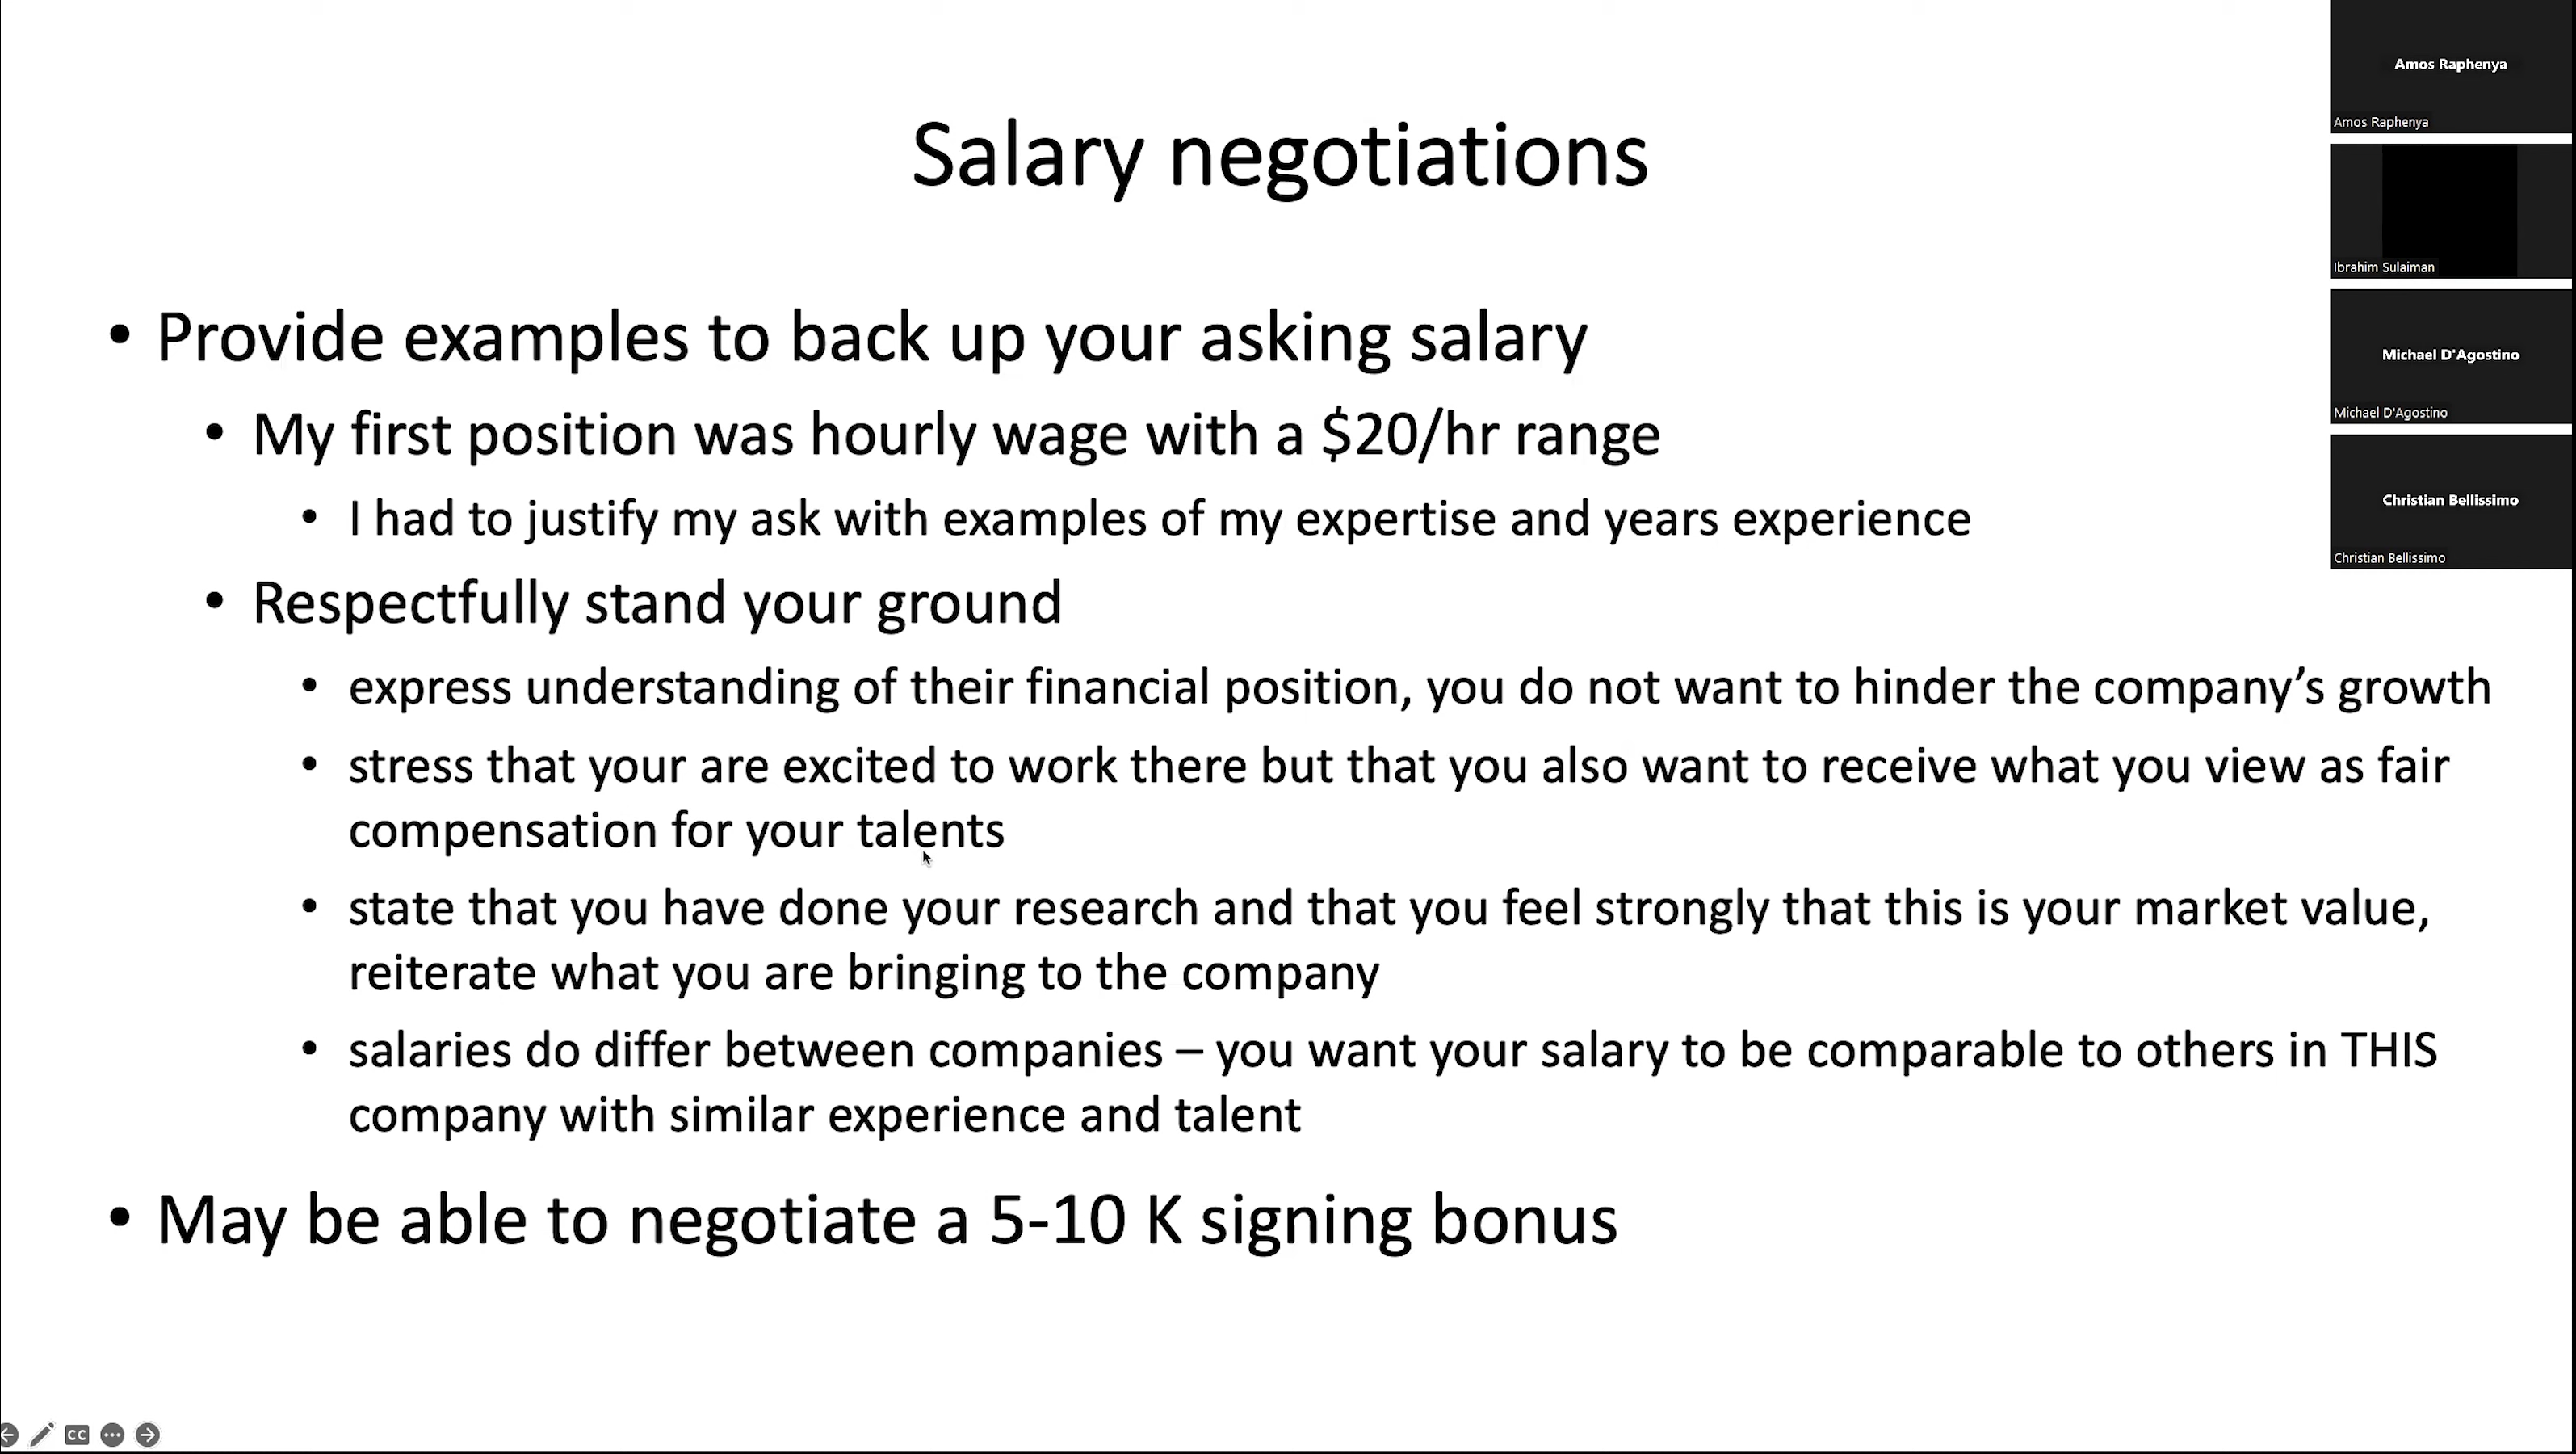 Salary negotiations
• Provide examples to back up your asking salary
• My first position was hourly wage with a $20/hr range
• I had to justify my ask with examples of my expertise and years experience
• Respectfully stand your ground
• express understanding of their financial position, you do not want to hinder the company’s growth
• stress that your are excited to work there but that you also want to receive what you view as fair
compensation for your talents
• state that you have done your research and that you feel strongly that this is your market value,
reiterate what you are bringing to the company
• salaries do differ between companies – you want your salary to be comparable to others in THIS
company with similar experience and talent
• May be able to negotiate a 5-10 K signing bonus
Amos Raphenya
Amos Raphenya
Ibrahim Sulaiman
Michael D'Agostino
Michael D'Agostino
Christian Bellissimo
Christian Bellissimo
CC